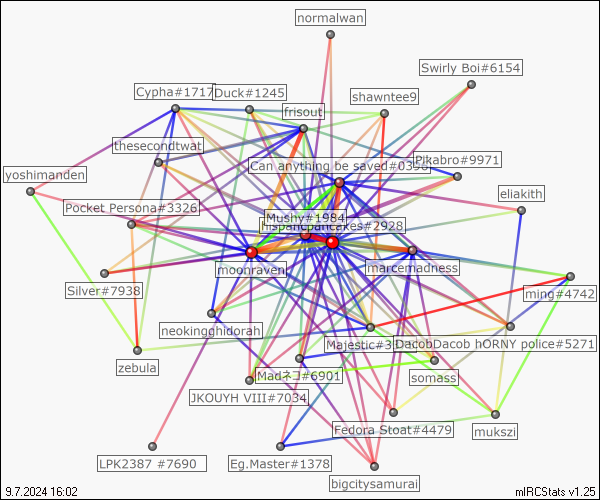 normalwan
Swirly Boi#6154
Cypha#1717
Duck#1245
shawntee9
frisout
thesecondtwat
Can anything be saved#0390
Pikabro#9971
yoshimanden
eliakith
Pocket Persona#3326
Mushy#1984
hispancpancakes#2928
moonraven
marcemadness
Silver#7938
ming#4742
neokingghidorah
Majestic#3
DacobDacob hORNY police#5271
zebula
Madネコ#6901
somass
JKOUYH VIII#7034
Fedora Stoat#4479
mukszi
LPK2387 #7690
Eg.Master#1378
bigcitysamurai
9.7.2024 16:02
mIRCStats v1.25